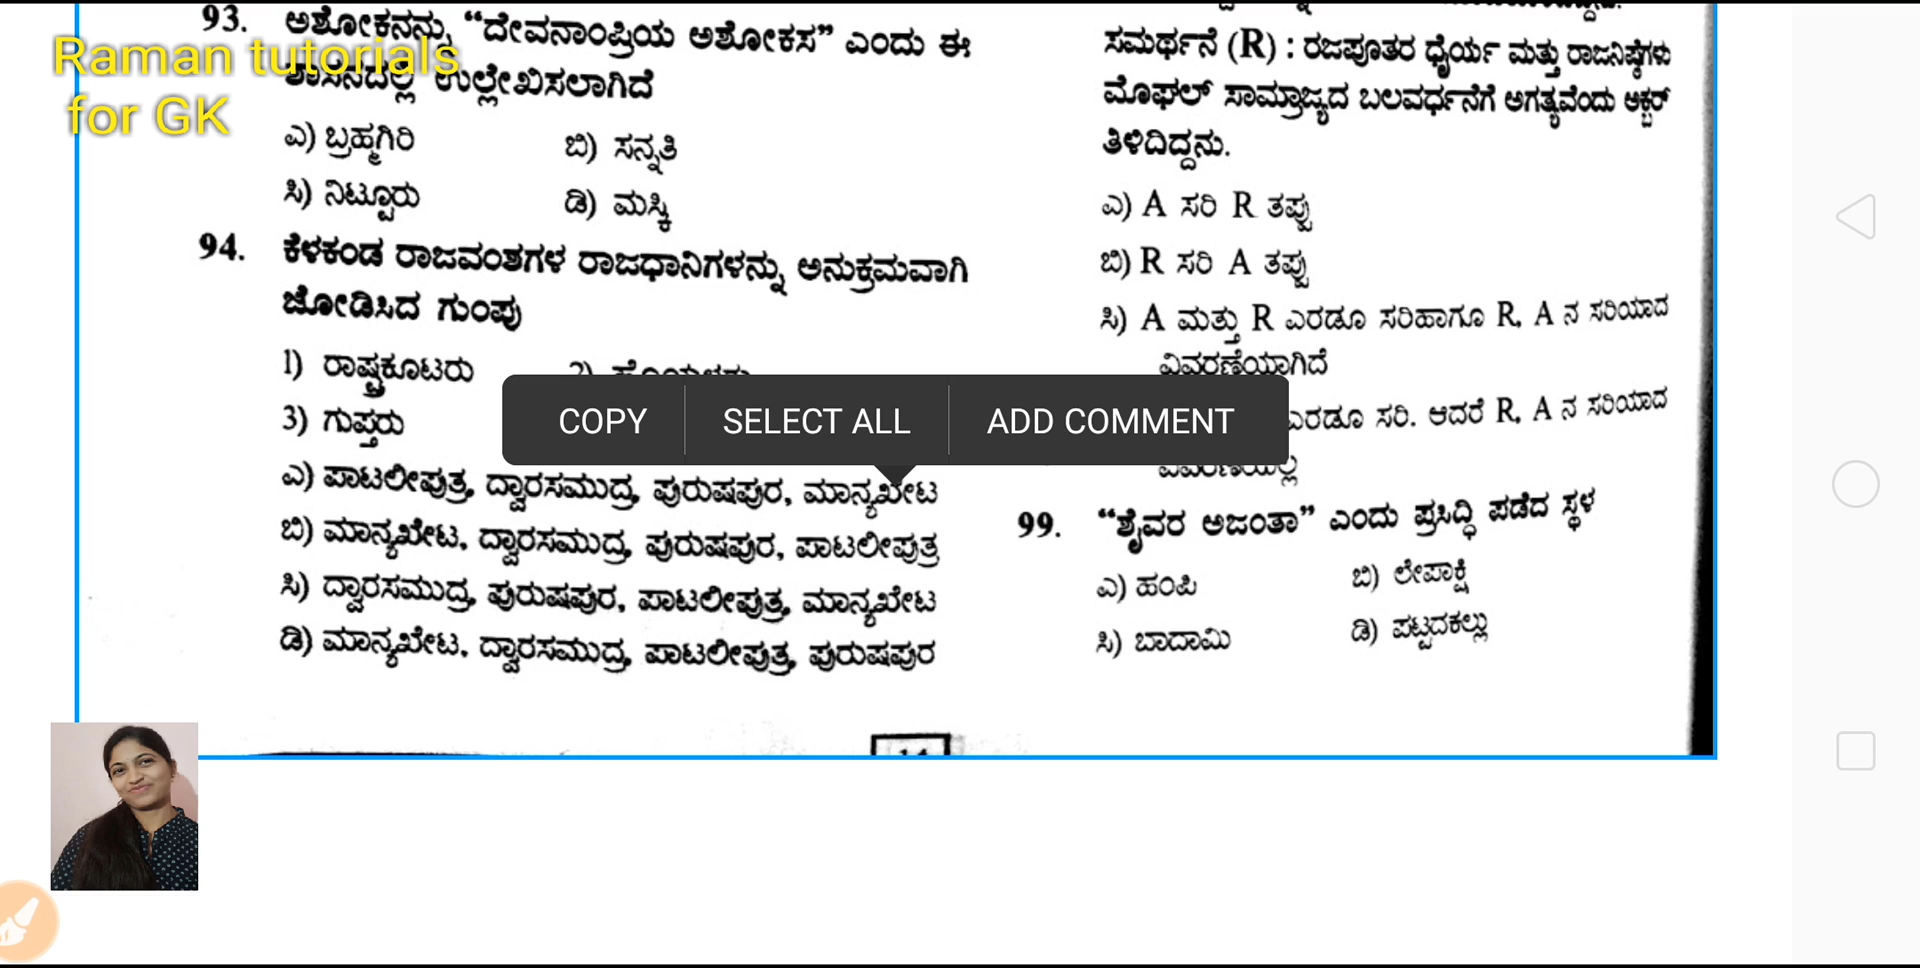 Raman tutorials
for GK
93. ಅಶೋಕನನ್ನು "ದೇವನಾಂಪ್ರಿಯ ಅಶೋಕಸ" ಎಂದು ಈ
ಶಾಸನದಲ್ಲಿ ಉಲ್ಲೇಖಿಸಲಾಗಿದೆ
ಎ) ಬ್ರಹ್ಮಗಿರಿ ಬಿ) ಸನ್ನತಿ
ಸಿ) ನಿಟ್ಟೂರು ಡಿ) ಮಸ್ಕಿ
94. ಕೆಳಕಂಡ ರಾಜವಂಶಗಳ ರಾಜಧಾನಿಗಳನ್ನು ಅನುಕ್ರಮವಾಗಿ
ಜೋಡಿಸಿದ ಗುಂಪು
1) ರಾಷ್ಟ್ರಕೂಟರು 2)
3) ಗುಪ್ತರು
COPY SELECT ALL ADD COMMENT
ಎ) ಪಾಟಲೀಪುತ್ರ, ದ್ವಾರಸಮುದ್ರ, ಪುರುಷಪುರ, ಮಾನ್ಯಖೇಟ
ಬಿ) ಮಾನ್ಯಖೇಟ, ದ್ವಾರಸಮುದ್ರ, ಪುರುಷಪುರ, ಪಾಟಲೀಪುತ್ರ
ಸಿ) ದ್ವಾರಸಮುದ್ರ, ಪುರುಷಪುರ, ಪಾಟಲೀಪುತ್ರ, ಮಾನ್ಯಖೇಟ
ಡಿ) ಮಾನ್ಯಖೇಟ, ದ್ವಾರಸಮುದ್ರ, ಪಾಟಲೀಪುತ್ರ, ಪುರುಷಪುರ
ಸಮರ್ಥನೆ (R) : ರಜಪೂತರ ಧೈರ್ಯ ಮತ್ತು ರಾಜನಿಷ್ಠೆಗಳು
ಮೊಘಲ್ ಸಾಮ್ರಾಜ್ಯದ ಬಲವರ್ಧನೆಗೆ ಅಗತ್ಯವೆಂದು ಅಕ್ಬರ್
ತಿಳಿದಿದ್ದನು.
ಎ) A ಸರಿ R ತಪ್ಪು
ಬಿ) R ಸರಿ A ತಪ್ಪು
ಸಿ) A ಮತ್ತು R ಎರಡೂ ಸರಿಹಾಗೂ R, A ನ ಸರಿಯಾದ
ವಿವರಣೆಯಾಗಿದೆ
ಎರಡೂ ಸರಿ. ಆದರೆ R, A ನ ಸರಿಯಾದ
ವಿವರಣೆಯಲ್ಲ
99. "ಶೈವರ ಅಜಂತಾ" ಎಂದು ಪ್ರಸಿದ್ಧಿ ಪಡೆದ ಸ್ಥಳ
ಎ) ಹಂಪಿ ಬಿ) ಲೇಪಾಕ್ಷಿ
ಸಿ) ಬಾದಾಮಿ ಡಿ) ಪಟ್ಟದಕಲ್ಲು